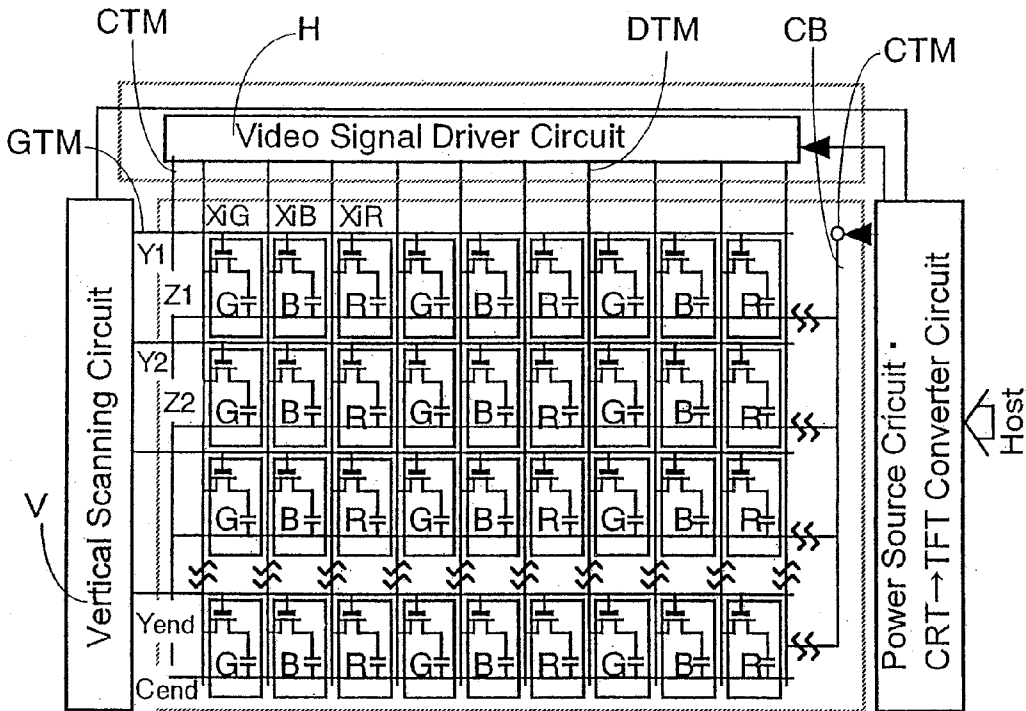 CTM
H
DTM
CB
CTM
GTM
Video Signal Driver Circuit
XiG XiB XiR
Y1
G B R G B R G B R
Z1
Y2
G B R G B R G B R
Z2
G B R G B R G B R
Yend
G B R G B R G B R
Cend
V
Vertical Scanning Circuit
Power Source Cricuit ·
CRT→TFT Converter Circuit
Host